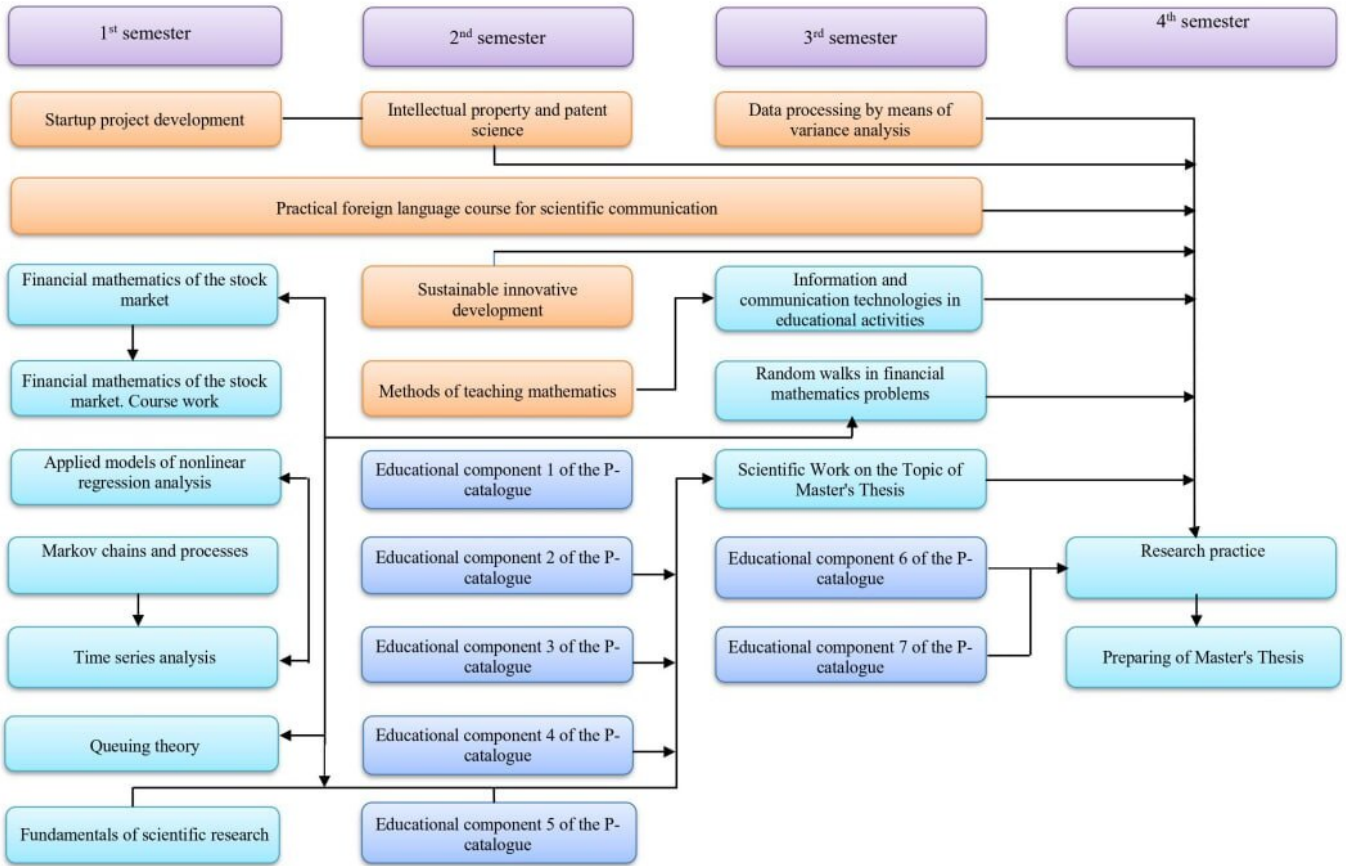 1st semester
2nd semester
3rd semester
4th semester
Startup project development
Intellectual property and patent
science
Data processing by means of
variance analysis
Practical foreign language course for scientific communication
Financial mathematics of the stock
market
Sustainable innovative
development
Information and
communication technologies in
educational activities
Financial mathematics of the stock
market. Course work
Methods of teaching mathematics
Random walks in financial
mathematics problems
Applied models of nonlinear
regression analysis
Educational component 1 of the P-
catalogue
Scientific Work on the Topic of
Master's Thesis
Markov chains and processes
Educational component 2 of the P-
catalogue
Educational component 6 of the P-
catalogue
Research practice
Time series analysis
Educational component 3 of the P-
catalogue
Educational component 7 of the P-
catalogue
Preparing of Master's Thesis
Queuing theory
Educational component 4 of the P-
catalogue
Fundamentals of scientific research
Educational component 5 of the P-
catalogue